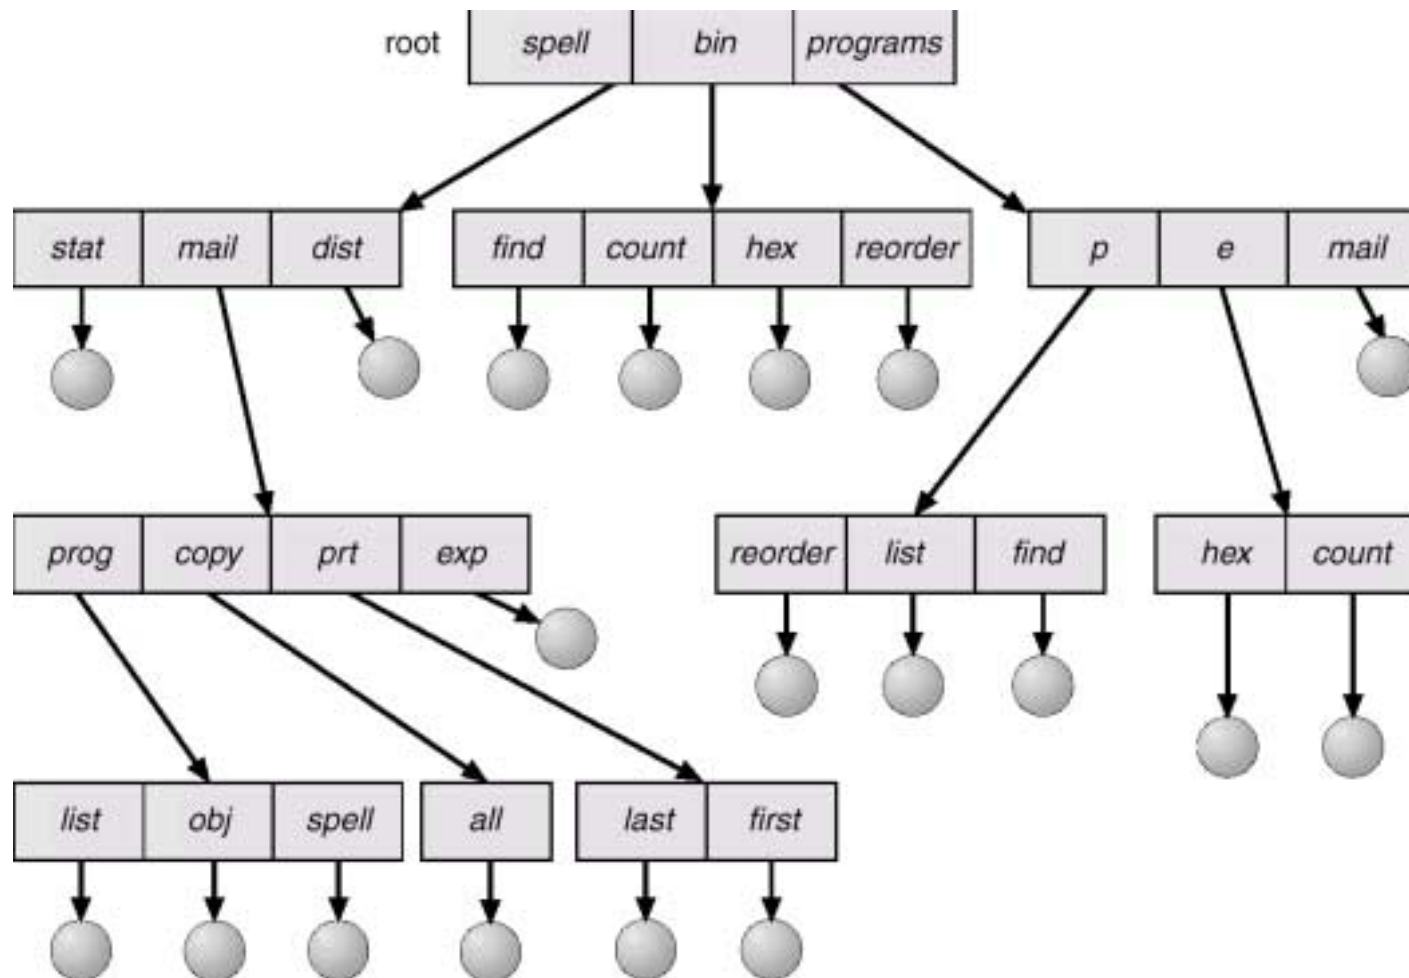 root spell bin programs
stat mail dist find count hex reorder p e mail
prog copy prt exp reorder list find hex count
list obj spell all last first